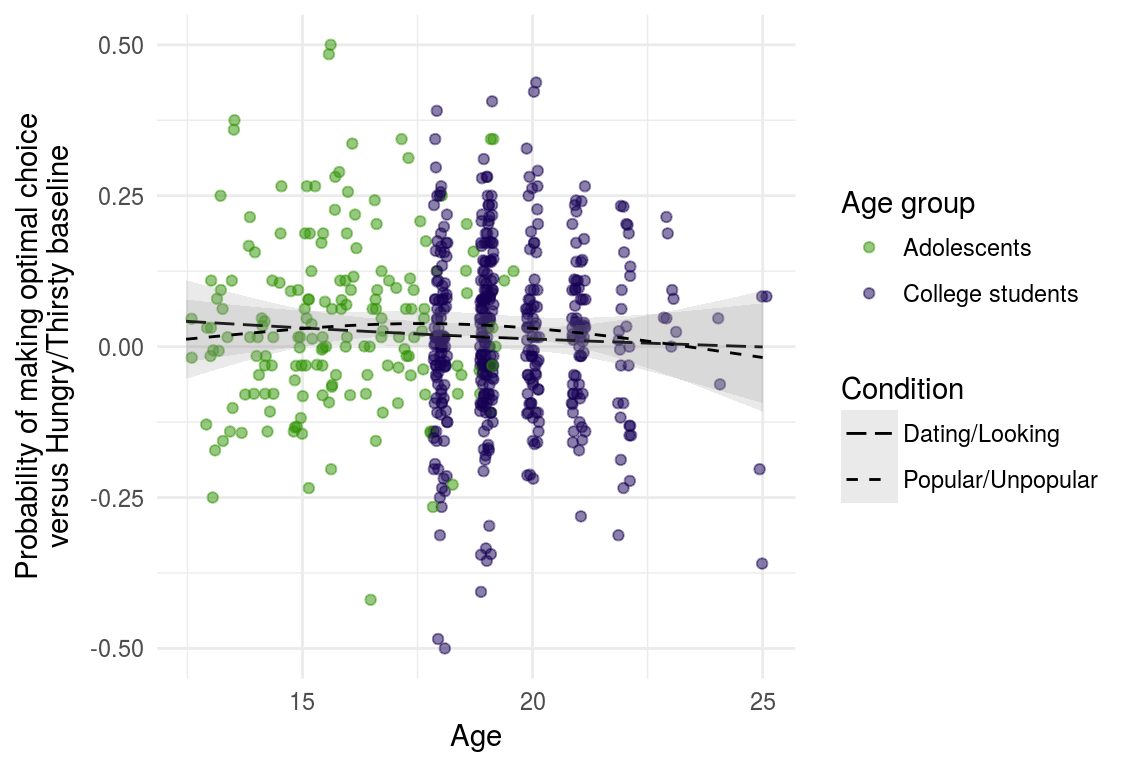 Probability of making optimal choice
versus Hungry/Thirsty baseline
0.50
0.25
0.00
-0.25
-0.50
15
20
25
Age
Age group
Adolescents
College students
Condition
Dating/Looking
Popular/Unpopular